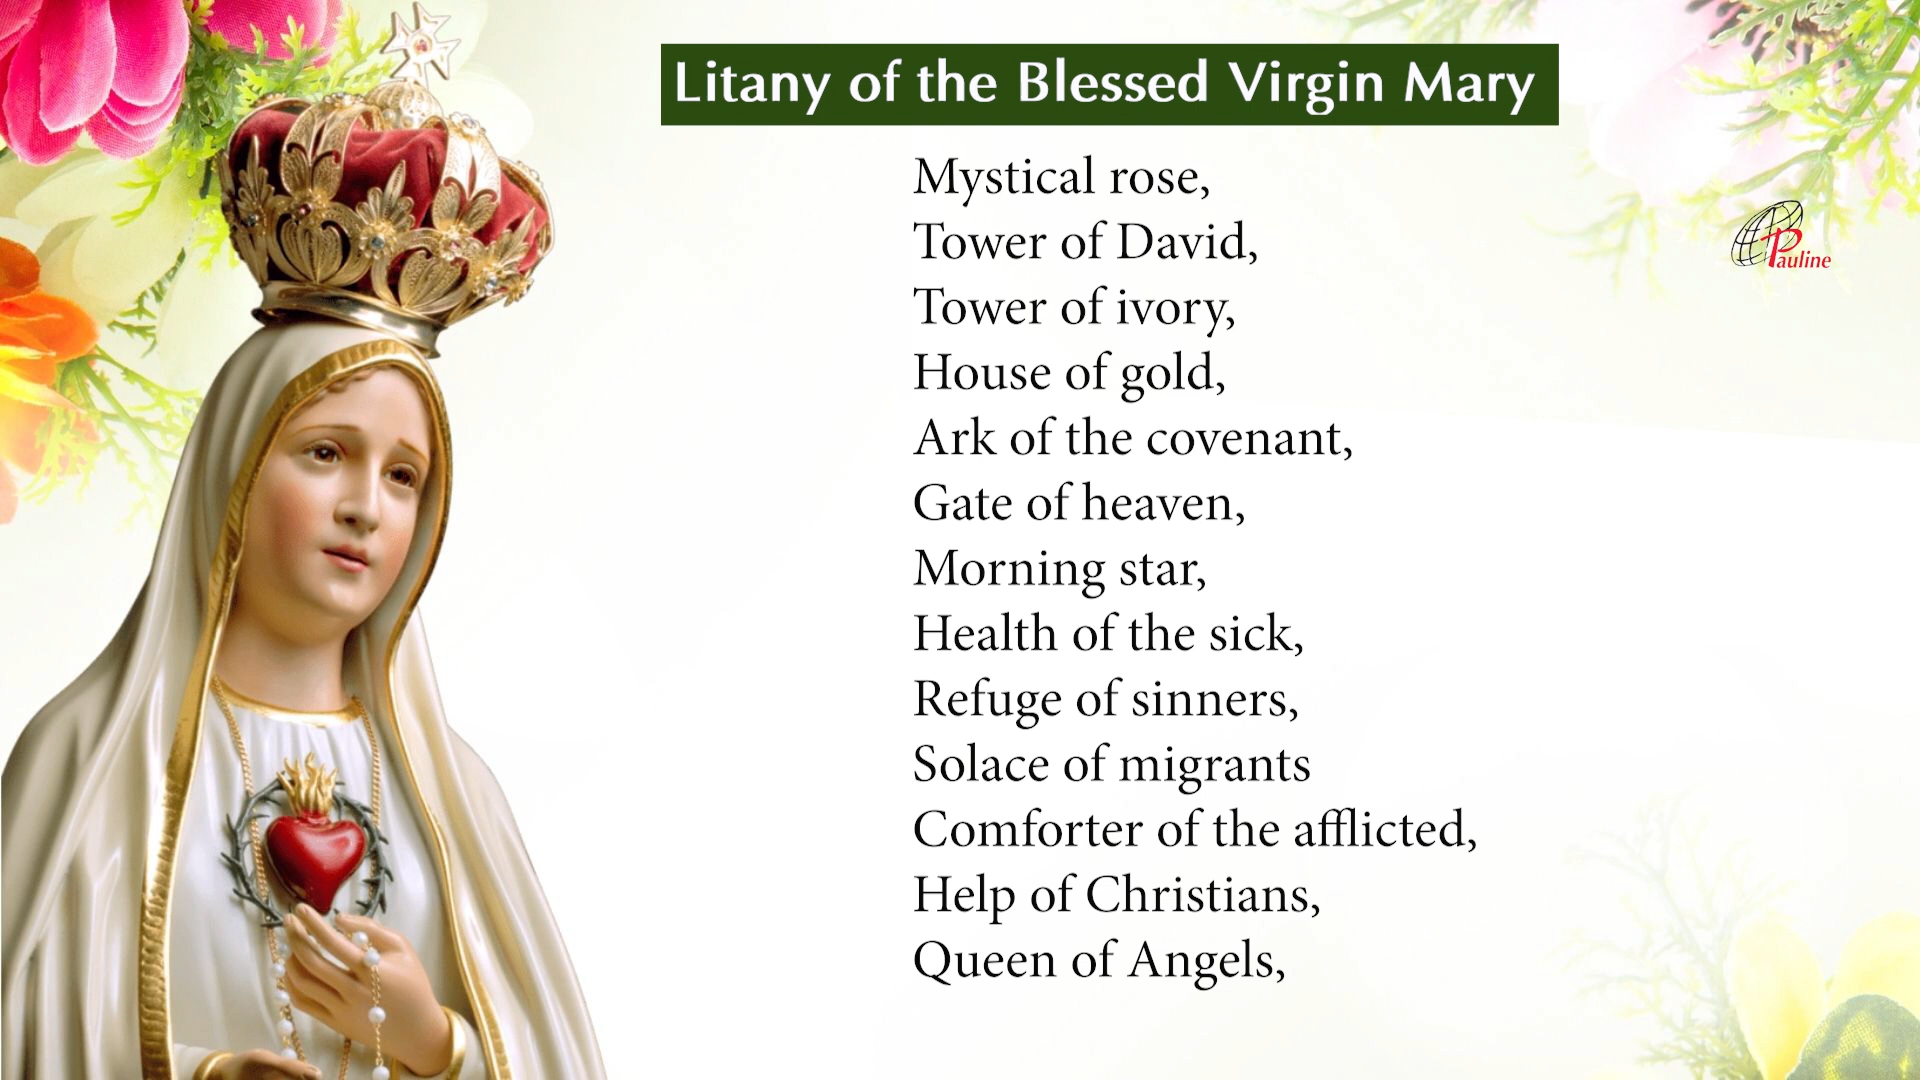 Litany of the Blessed Virgin Mary
Mystical rose,
Tower of David,
Tower of ivory,
House of gold,
Ark of the covenant,
Gate of heaven,
Morning star,
Health of the sick,
Refuge of sinners,
Solace of migrants
Comforter of the afflicted,
Help of Christians,
Queen of Angels,
Pauline